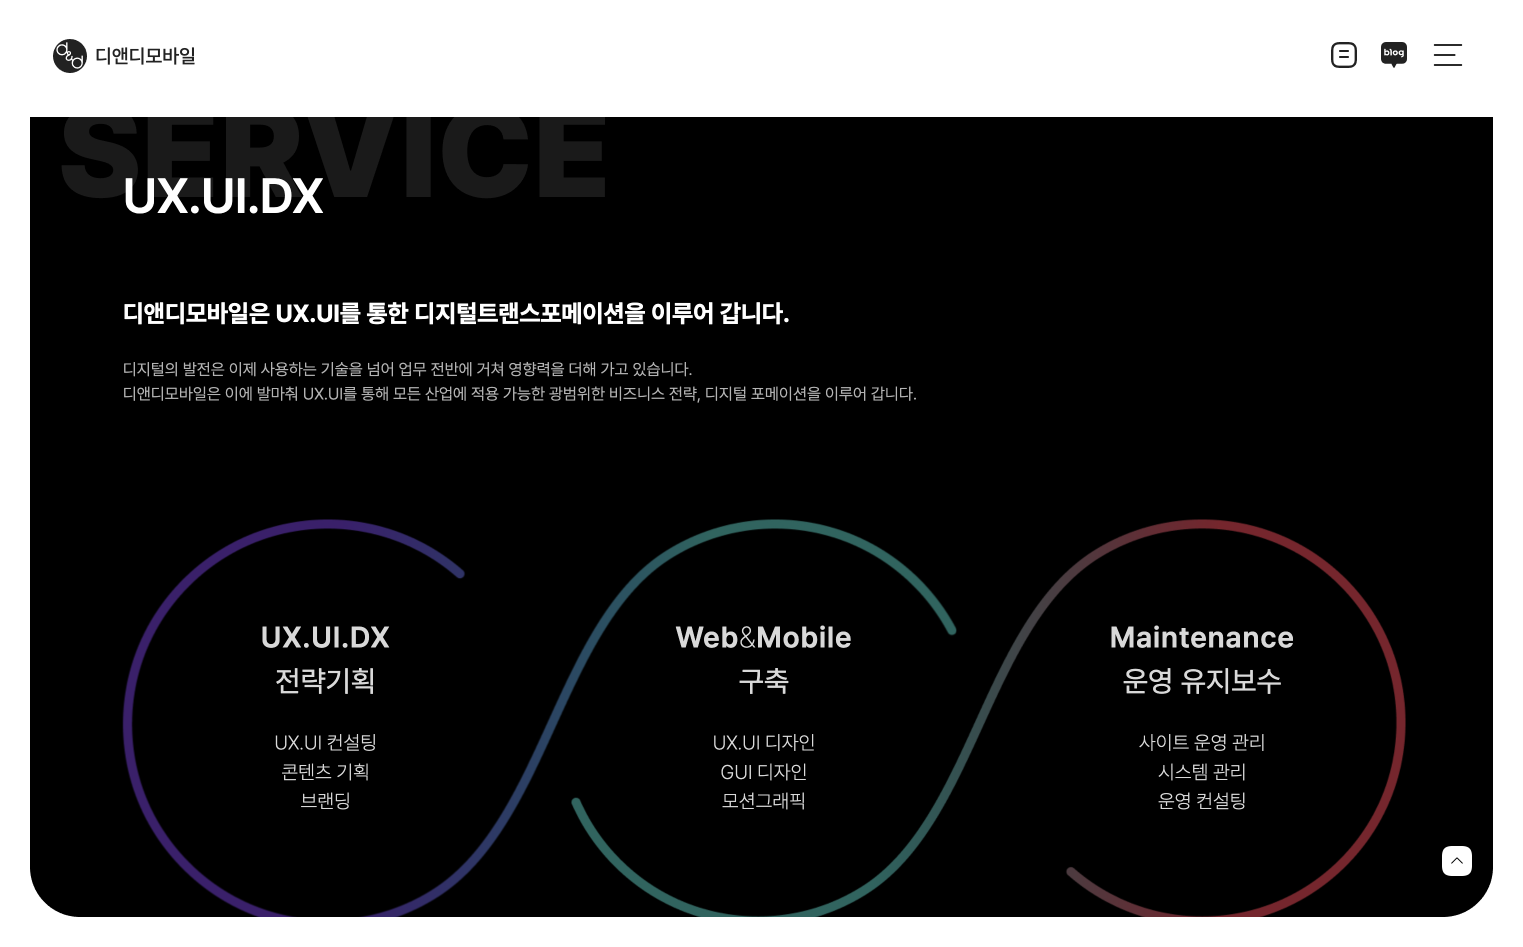 d&d 디앤디모바일
blog
SERVICE
UX.UI.DX
디앤디모바일은 UX.UI를 통한 디지털트랜스포메이션을 이루어 갑니다.
디지털의 발전은 이제 사용하는 기술을 넘어 업무 전반에 거쳐 영향력을 더해 가고 있습니다.
디앤디모바일은 이에 발마춰 UX.UI를 통해 모든 산업에 적용 가능한 광범위한 비즈니스 전략, 디지털 포메이션을 이루어 갑니다.
UX.UI.DX
전략기획
UX.UI 컨설팅
콘텐츠 기획
브랜딩
Web&Mobile
구축
UX.UI 디자인
GUI 디자인
모션그래픽
Maintenance
운영 유지보수
사이트 운영 관리
시스템 관리
운영 컨설팅